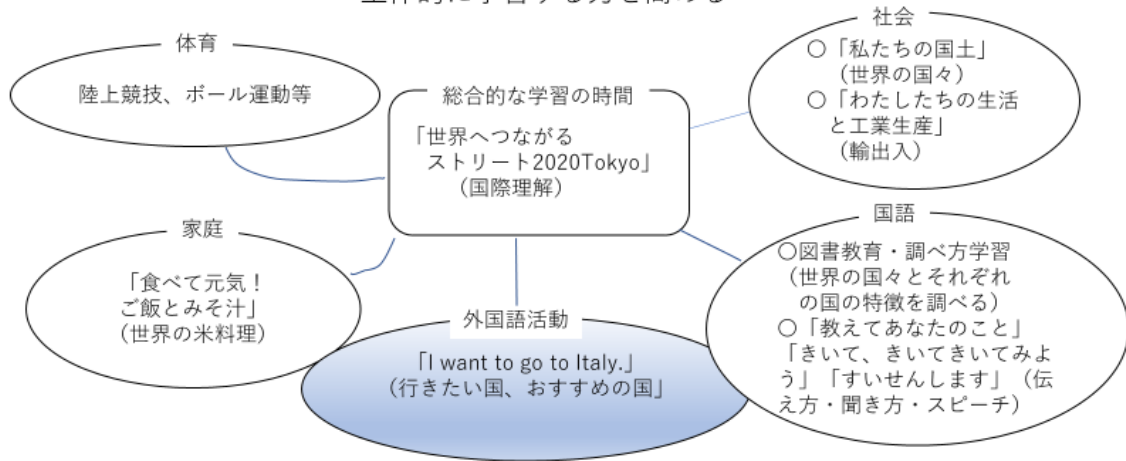 主体的に学習する力を高める
体育
陸上競技、ボール運動等
総合的な学習の時間
「世界へつながる
ストリート2020Tokyo」
（国際理解）
社会
○「私たちの国土」
（世界の国々）
○「わたしたちの生活
と工業生産」
（輸出入）
家庭
「食べて元気！
ご飯とみそ汁」
（世界の米料理）
外国語活動
「I want to go to Italy.」
（行きたい国、おすすめの国」
国語
○図書教育・調べ方学習
（世界の国々とそれぞれ
の国の特徴を調べる）
○「教えてあなたのこと」
「きいて、きいてきいてみよ
う」「すいせんします」（伝
え方・聞き方・スピーチ）